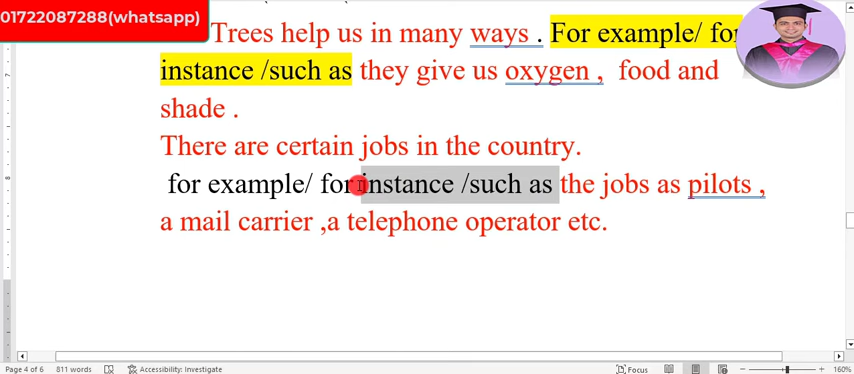 01722087288(whatsapp)
Trees help us in many ways . For example/ for
instance /such as they give us oxygen , food and
shade .
There are certain jobs in the country.
for example/ for instance /such as the jobs as pilots ,
a mail carrier ,a telephone operator etc.
7
8
Page 4 of 6 811 words Accessibility: Investigate Focus 160%